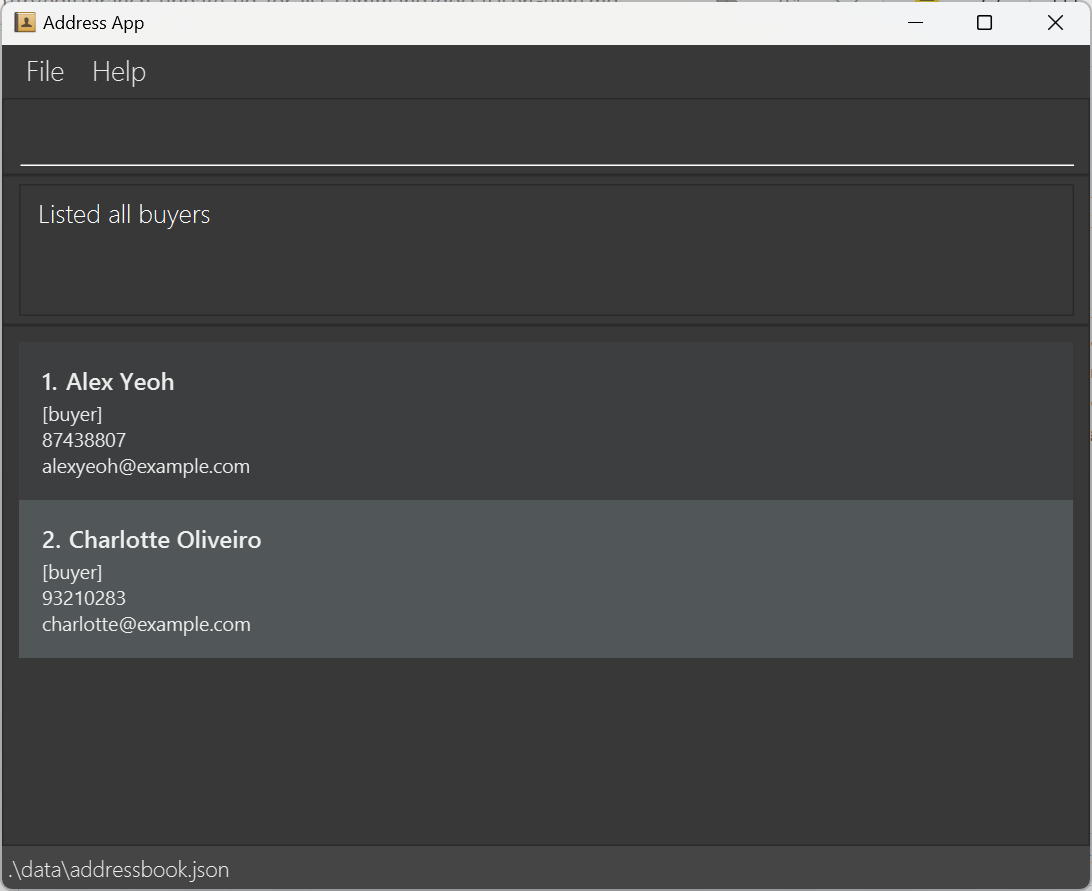 Address App
File Help
Listed all buyers
1. Alex Yeoh
[buyer]
87438807
alexyeoh@example.com
2. Charlotte Oliveiro
[buyer]
93210283
charlotte@example.com
.\data\addressbook.json